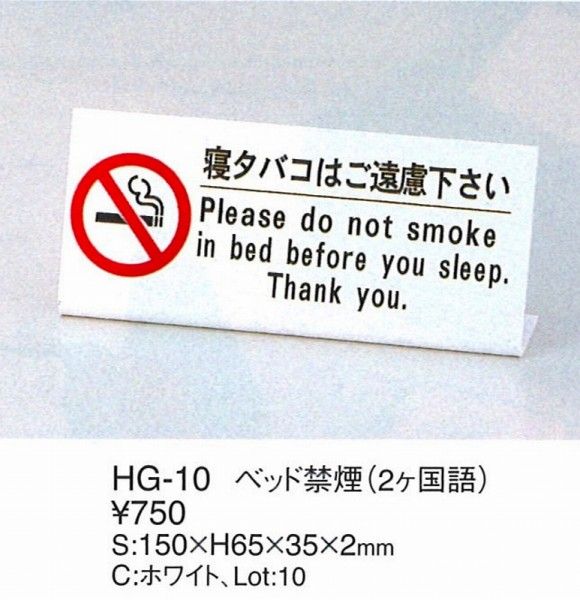 寝タバコはご遠慮下さい
Please do not smoke
in bed before you sleep.
Thank you.
HG-10 ベッド禁煙(2ヶ国語)
¥750
S:150×H65×35×2mm
C:ホワイト、Lot:10